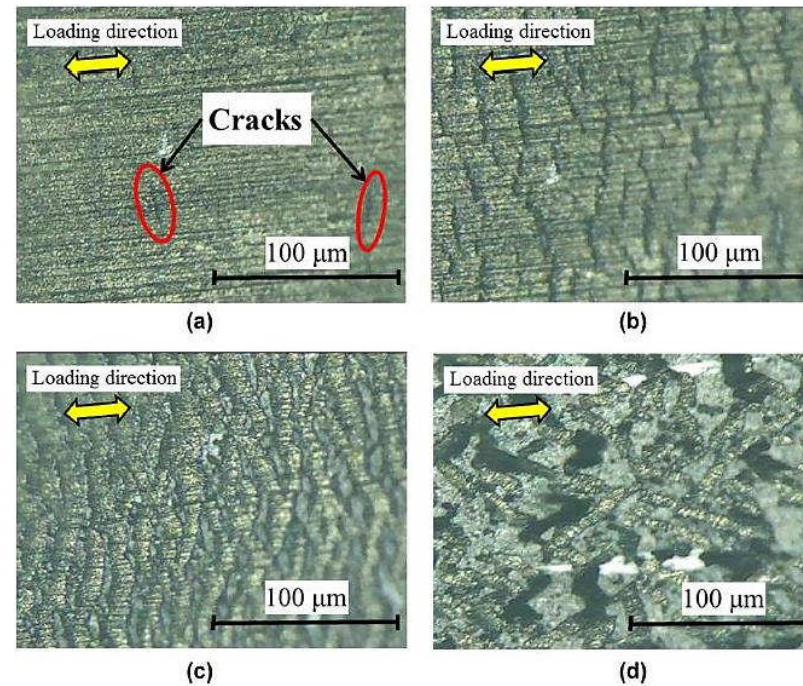 Loading direction
Cracks
100 μm
(a)
Loading direction
100 μm
(b)
Loading direction
100 μm
(c)
Loading direction
100 μm
(d)